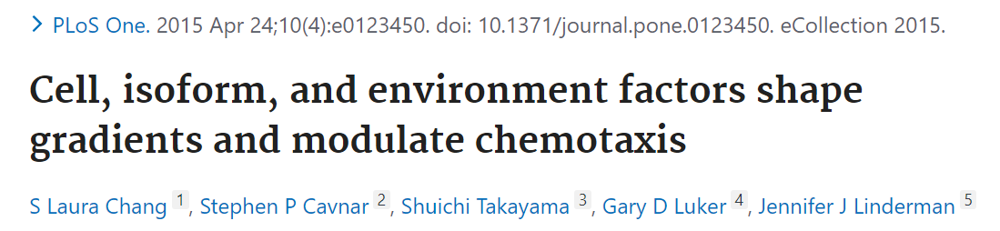 PLoS One. 2015 Apr 24;10(4):e0123450. doi: 10.1371/journal.pone.0123450. eCollection 2015.
Cell, isoform, and environment factors shape
gradients and modulate chemotaxis
S Laura Chang 1, Stephen P Cavnar 2, Shuichi Takayama 3, Gary D Luker 4, Jennifer J Linderman 5